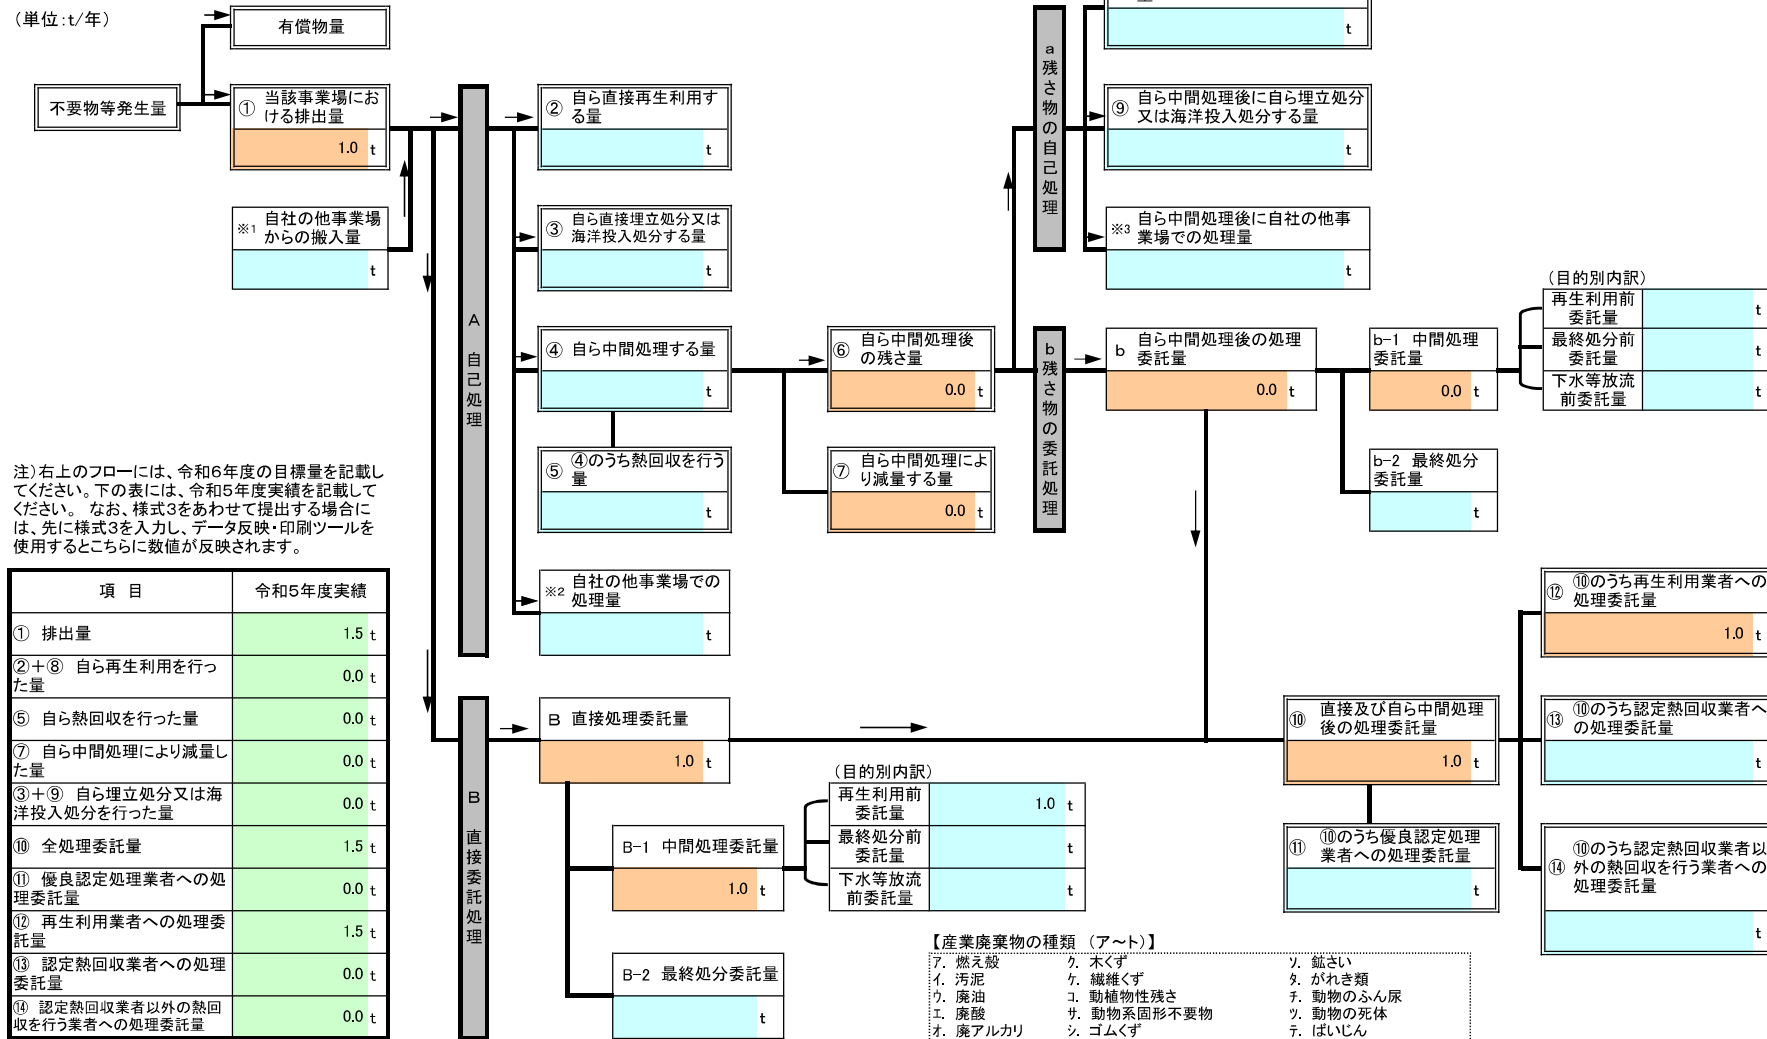 (単位:t/年)
有償物量
不要物等発生量
① 当該事業場にお
ける排出量
1.0 t
※1 自社の他事業場
からの搬入量
t
A 自己処理
② 自ら直接再生利用す
る量
t
③ 自ら直接埋立処分又は
海洋投入処分する量
t
④ 自ら中間処理する量
t
⑤ ④のうち熱回収を行う
量
t
※2 自社の他事業場での
処理量
t
⑥ 自ら中間処理後
の残さ量
0.0 t
⑦ 自ら中間処理によ
り減量する量
0.0 t
a 残さ物の自己処理
t
⑨ 自ら中間処理後に自ら埋立処分
又は海洋投入処分する量
t
※3 自ら中間処理後に自社の他事
業場での処理量
t
b 残さ物の委託処理
b 自ら中間処理後の処理
委託量
0.0 t
b-1 中間処理
委託量
0.0 t
(目的別内訳)
再生利用前
委託量
t
最終処分前
委託量
t
下水等放流
前委託量
t
b-2 最終処分
委託量
t
注)右上のフローには、令和6年度の目標量を記載し
てください。下の表には、令和5年度実績を記載して
ください。 なお、様式3をあわせて提出する場合に
は、先に様式3を入力し、データ反映・印刷ツールを
使用するとこちらに数値が反映されます。
項 目 令和5年度実績
① 排出量 1.5 t
②+⑧ 自ら再生利用を行っ
た量 0.0 t
⑤ 自ら熱回収を行った量 0.0 t
⑦ 自ら中間処理により減量し
た量 0.0 t
③+⑨ 自ら埋立処分又は海
洋投入処分を行った量 0.0 t
⑩ 全処理委託量 1.5 t
⑪ 優良認定処理業者への処
理委託量 0.0 t
⑫ 再生利用業者への処理委
託量 1.5 t
⑬ 認定熱回収業者への処理
委託量 0.0 t
⑭ 認定熱回収業者以外の熱回
収を行う業者への処理委託量 0.0 t
B 直接委託処理
B 直接処理委託量
1.0 t
B-1 中間処理委託量
1.0 t
(目的別内訳)
再生利用前
委託量
1.0 t
最終処分前
委託量
t
下水等放流
前委託量
t
B-2 最終処分委託量
t
⑩ 直接及び自ら中間処理
後の処理委託量
1.0 t
⑪ ⑩のうち優良認定処理
業者への処理委託量
t
⑫ ⑩のうち再生利用業者への
処理委託量
1.0 t
⑬ ⑩のうち認定熱回収業者へ
の処理委託量
t
⑭ ⑩のうち認定熱回収業者以
外の熱回収を行う業者への
処理委託量
t
【産業廃棄物の種類 (ア~ト)】
ア. 燃え殻 ク. 木くず ソ. 鉱さい
イ. 汚泥 ケ. 繊維くず タ. がれき類
ウ. 廃油 コ. 動植物性残さ チ. 動物のふん尿
エ. 廃酸 サ. 動物系固形不要物 ツ. 動物の死体
オ. 廃アルカリ シ. ゴムくず テ. ばいじん